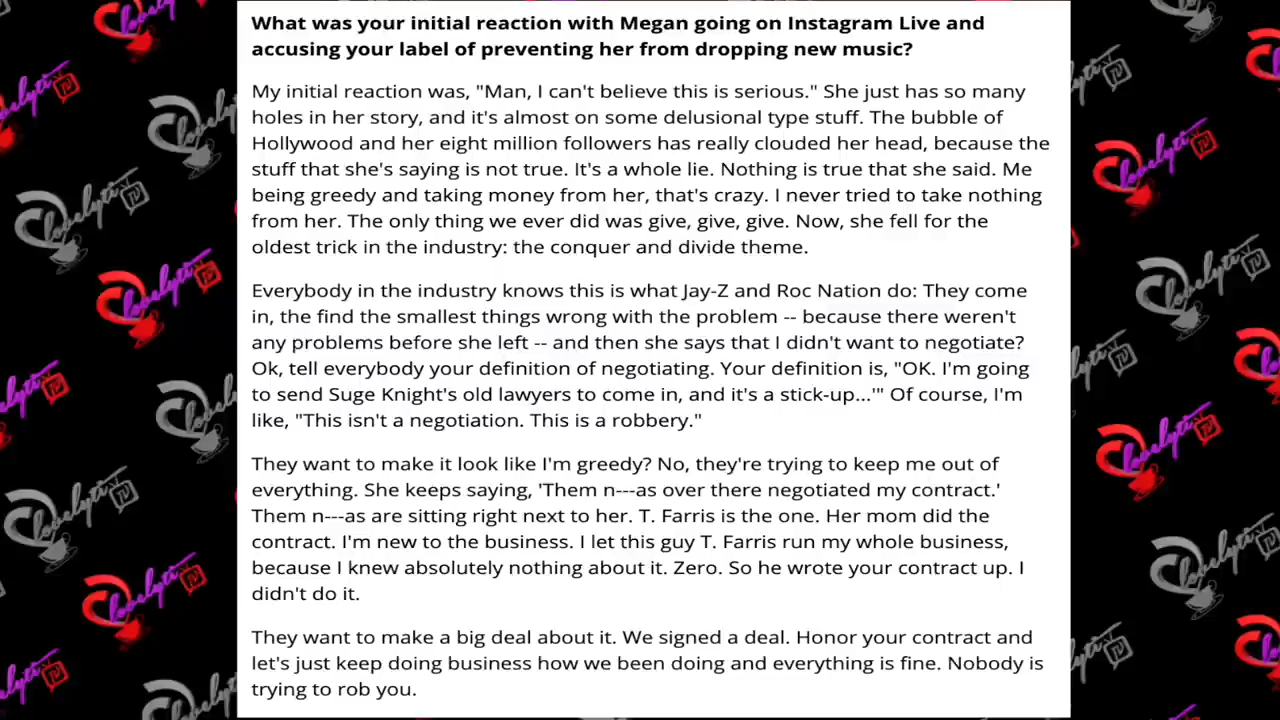 What was your initial reaction with Megan going on Instagram Live and
accusing your label of preventing her from dropping new music?
My initial reaction was, "Man, I can't believe this is serious." She just has so many
holes in her story, and it's almost on some delusional type stuff. The bubble of
Hollywood and her eight million followers has really clouded her head, because the
stuff that she's saying is not true. It's a whole lie. Nothing is true that she said. Me
being greedy and taking money from her, that's crazy. I never tried to take nothing
from her. The only thing we ever did was give, give, give. Now, she fell for the
oldest trick in the industry: the conquer and divide theme.
Everybody in the industry knows this is what Jay-Z and Roc Nation do: They come
in, the find the smallest things wrong with the problem -- because there weren't
any problems before she left -- and then she says that I didn't want to negotiate?
Ok, tell everybody your definition of negotiating. Your definition is, "OK. I'm going
to send Suge Knight's old lawyers to come in, and it's a stick-up...'" Of course, I'm
like, "This isn't a negotiation. This is a robbery."
They want to make it look like I'm greedy? No, they're trying to keep me out of
everything. She keeps saying, 'Them n---as over there negotiated my contract.'
Them n---as are sitting right next to her. T. Farris is the one. Her mom did the
contract. I'm new to the business. I let this guy T. Farris run my whole business,
because I knew absolutely nothing about it. Zero. So he wrote your contract up. I
didn't do it.
They want to make a big deal about it. We signed a deal. Honor your contract and
let's just keep doing business how we been doing and everything is fine. Nobody is
trying to rob you.
lovelyti TV